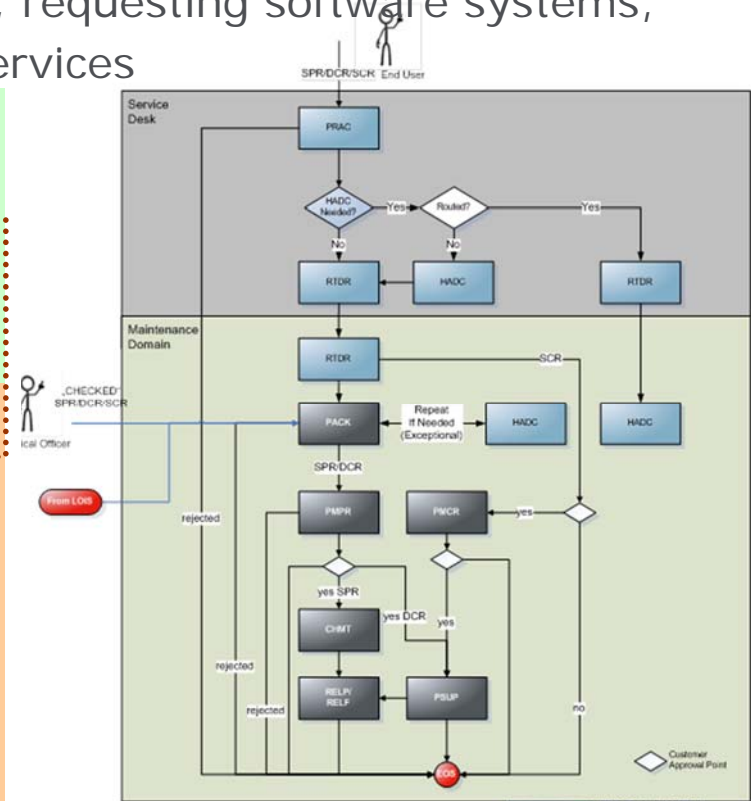 requesting software systems,
ervices
SPR/DCR/SCR End User
Service
Desk
PRAC
HADC
Needed?
Yes
Routed?
Yes
No
No
RTDR
HADC
RTDR
Maintenance
Domain
RTDR
SCR
„CHECKED“
SPR/DCR/SCR
ical Officer
PACK
Repeat
If Needed
(Exceptional)
HADC
HADC
SPR/DCR
From LOIS
rejected
PMPR
PMCR
yes
yes SPR
yes DCR
yes
CHMT
rejected
RELP/
RELF
PSUP
rejected
no
EOS
Customer
Approval Point